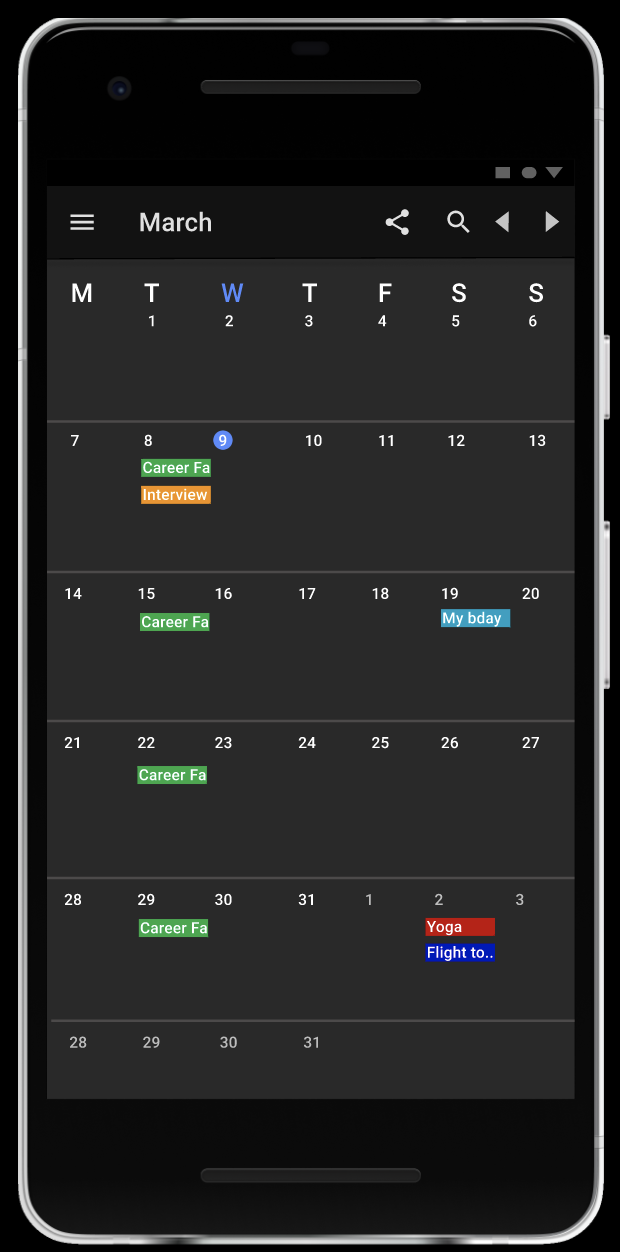 March
M T W T F S S
1 2 3 4 5 6
7 8 9 10 11 12 13
Career Fa
Interview
14 15 16 17 18 19 20
Career Fa My bday
21 22 23 24 25 26 27
Career Fa
28 29 30 31 1 2 3
Career Fa Yoga
Flight to..
28 29 30 31